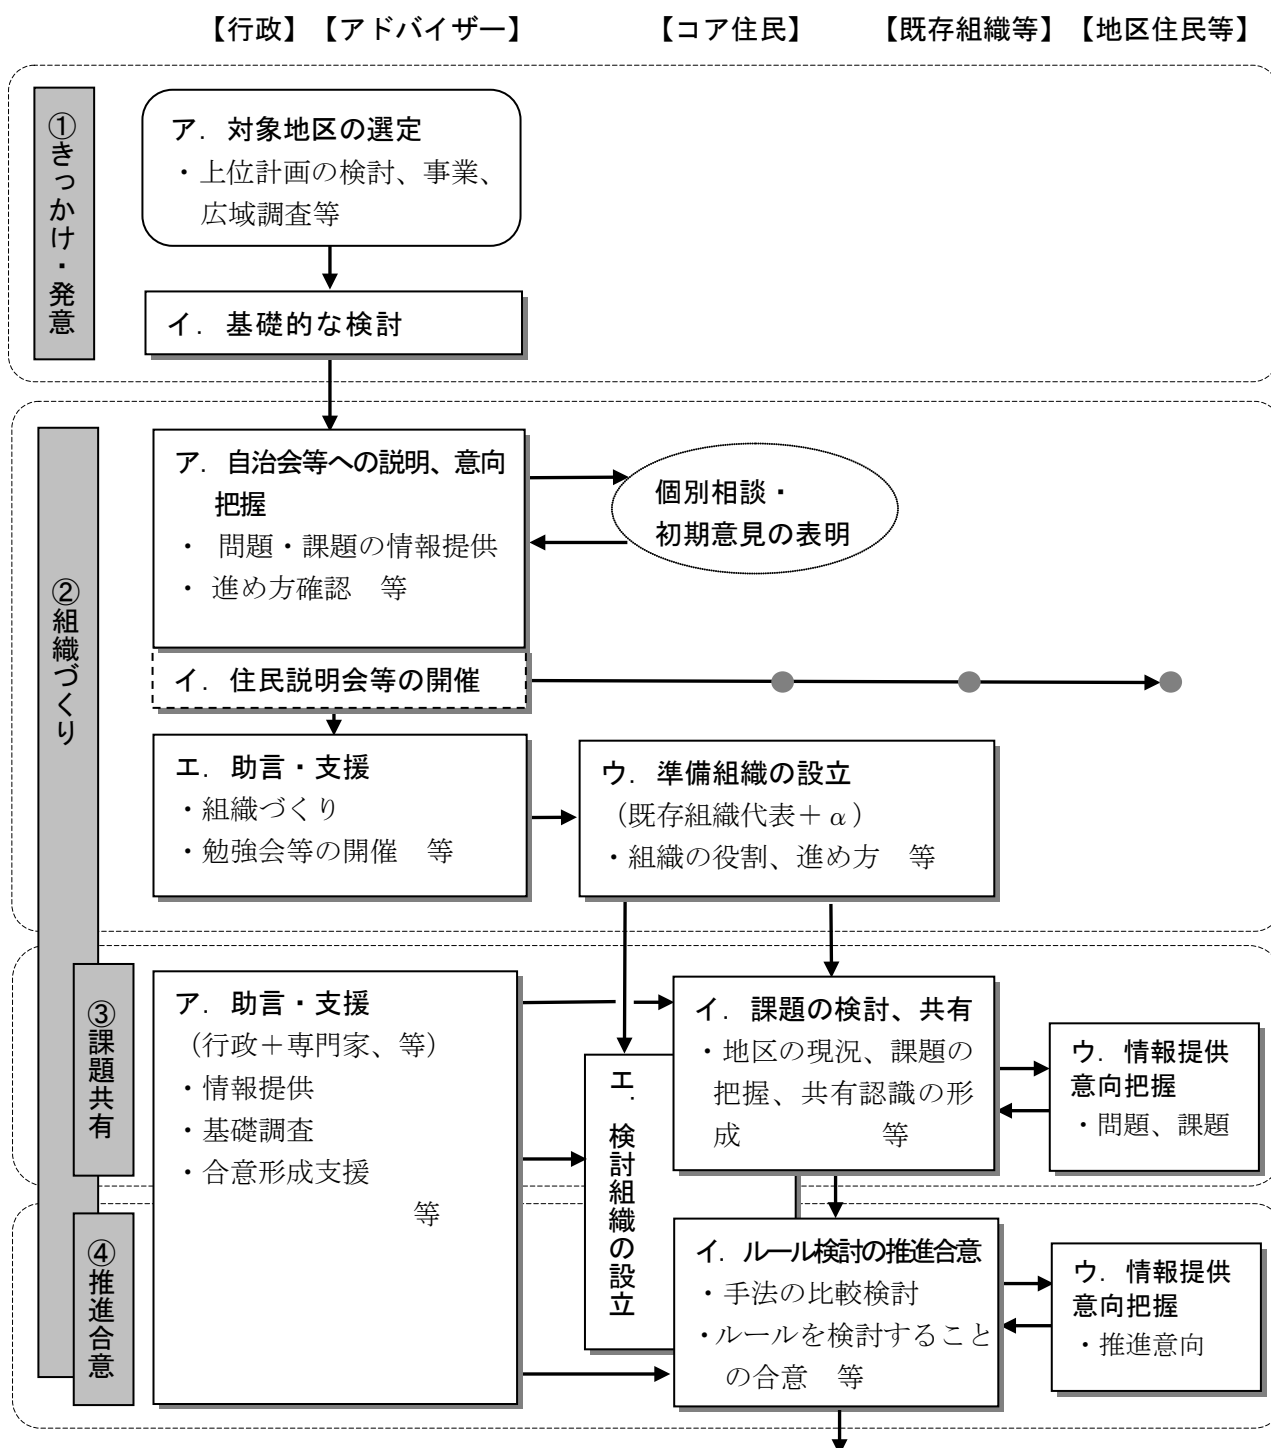 【行政】【アドバイザー】 【コア住民】 【既存組織等】【地区住民等】
①きっかけ・発意
ア．対象地区の選定
・上位計画の検討、事業、
広域調査等
イ．基礎的な検討
②組織づくり
ア．自治会等への説明、意向
把握
・ 問題・課題の情報提供
・ 進め方確認　等
個別相談・
初期意見の表明
イ．住民説明会等の開催
エ．助言・支援
・組織づくり
・勉強会等の開催　等
ウ．準備組織の設立
（既存組織代表＋α）
・組織の役割、進め方　等
③課題共有
ア．助言・支援
（行政＋専門家、等）
・情報提供
・基礎調査
・合意形成支援
等
エ．検討組織の設立
イ．課題の検討、共有
・地区の現況、課題の
把握、共有認識の形
成　　　　等
ウ．情報提供
意向把握
・問題、課題
④推進合意
イ．ルール検討の推進合意
・手法の比較検討
・ルールを検討すること
の合意　等
ウ．情報提供
意向把握
・推進意向